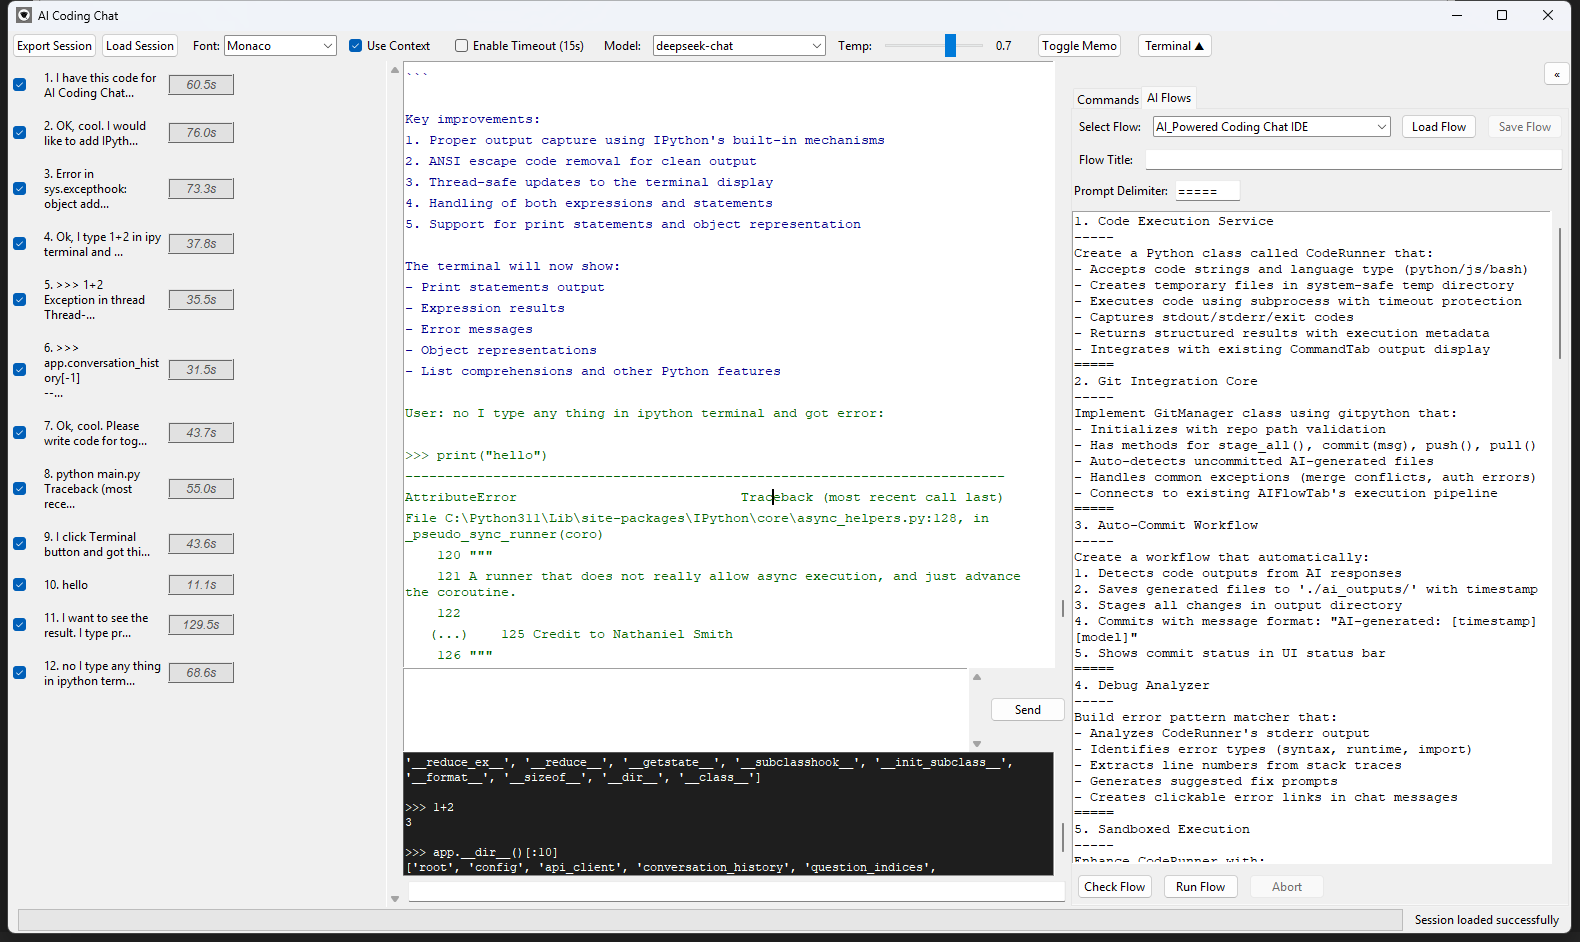 AI Coding Chat
Export Session
Load Session
Font:
Monaco
Use Context
Enable Timeout (15s)
Model:
deepseek-chat
Temp:
0.7
Toggle Memo
Terminal ▲
1. I have this code for
AI Coding Chat...
60.5s
2. OK, cool. I would
like to add IPyth...
76.0s
3. Error in
sys.excepthook:
object add...
73.3s
4. Ok, I type 1+2 in ipy
terminal and ...
37.8s
5. >>> 1+2
Exception in thread
Thread-...
35.5s
6. >>>
app.conversation_hist
ory[-1]
--...
31.5s
7. Ok, cool. Please
write code for tog...
43.7s
8. python main.py
Traceback (most
rece...
55.0s
9. I click Terminal
button and got thi...
43.6s
10. hello
11.1s
11. I want to see the
result. I type pr...
129.5s
12. no I type any thing
in ipython term...
68.6s
```
Key improvements:
1. Proper output capture using IPython's built-in mechanisms
2. ANSI escape code removal for clean output
3. Thread-safe updates to the terminal display
4. Handling of both expressions and statements
5. Support for print statements and object representation
The terminal will now show:
- Print statements output
- Expression results
- Error messages
- Object representations
- List comprehensions and other Python features
User: no I type any thing in ipython terminal and got error:
>>> print("hello")
---------------------------------------------------------------------------
AttributeError                            Traceback (most recent call last)
File C:\Python311\Lib\site-packages\IPython\core\async_helpers.py:128, in
_pseudo_sync_runner(coro)
    120 """
    121 A runner that does not really allow async execution, and just advance
the coroutine.
    122
   (...)    125 Credit to Nathaniel Smith
    126 """
Send
'__reduce_ex__', '__reduce__', '__getstate__', '__subclasshook__', '__init_subclass__',
'__format__', '__sizeof__', '__dir__', '__class__']
>>> 1+2
3
>>> app.__dir__()[:10]
['root', 'config', 'api_client', 'conversation_history', 'question_indices',
«
Commands
AI Flows
Select Flow:
AI_Powered Coding Chat IDE
Load Flow
Save Flow
Flow Title:
Prompt Delimiter:
=====
1. Code Execution Service
-----
Create a Python class called CodeRunner that:
- Accepts code strings and language type (python/js/bash)
- Creates temporary files in system-safe temp directory
- Executes code using subprocess with timeout protection
- Captures stdout/stderr/exit codes
- Returns structured results with execution metadata
- Integrates with existing CommandTab output display
=====
2. Git Integration Core
-----
Implement GitManager class using gitpython that:
- Initializes with repo path validation
- Has methods for stage_all(), commit(msg), push(), pull()
- Auto-detects uncommitted AI-generated files
- Handles common exceptions (merge conflicts, auth errors)
- Connects to existing AIFlowTab's execution pipeline
=====
3. Auto-Commit Workflow
-----
Create a workflow that automatically:
1. Detects code outputs from AI responses
2. Saves generated files to './ai_outputs/' with timestamp
3. Stages all changes in output directory
4. Commits with message format: "AI-generated: [timestamp]
[model]"
5. Shows commit status in UI status bar
=====
4. Debug Analyzer
-----
Build error pattern matcher that:
- Analyzes CodeRunner's stderr output
- Identifies error types (syntax, runtime, import)
- Extracts line numbers from stack traces
- Generates suggested fix prompts
- Creates clickable error links in chat messages
=====
5. Sandboxed Execution
-----
Enhance CodeRunner with:
Check Flow
Run Flow
Abort
Session loaded successfully